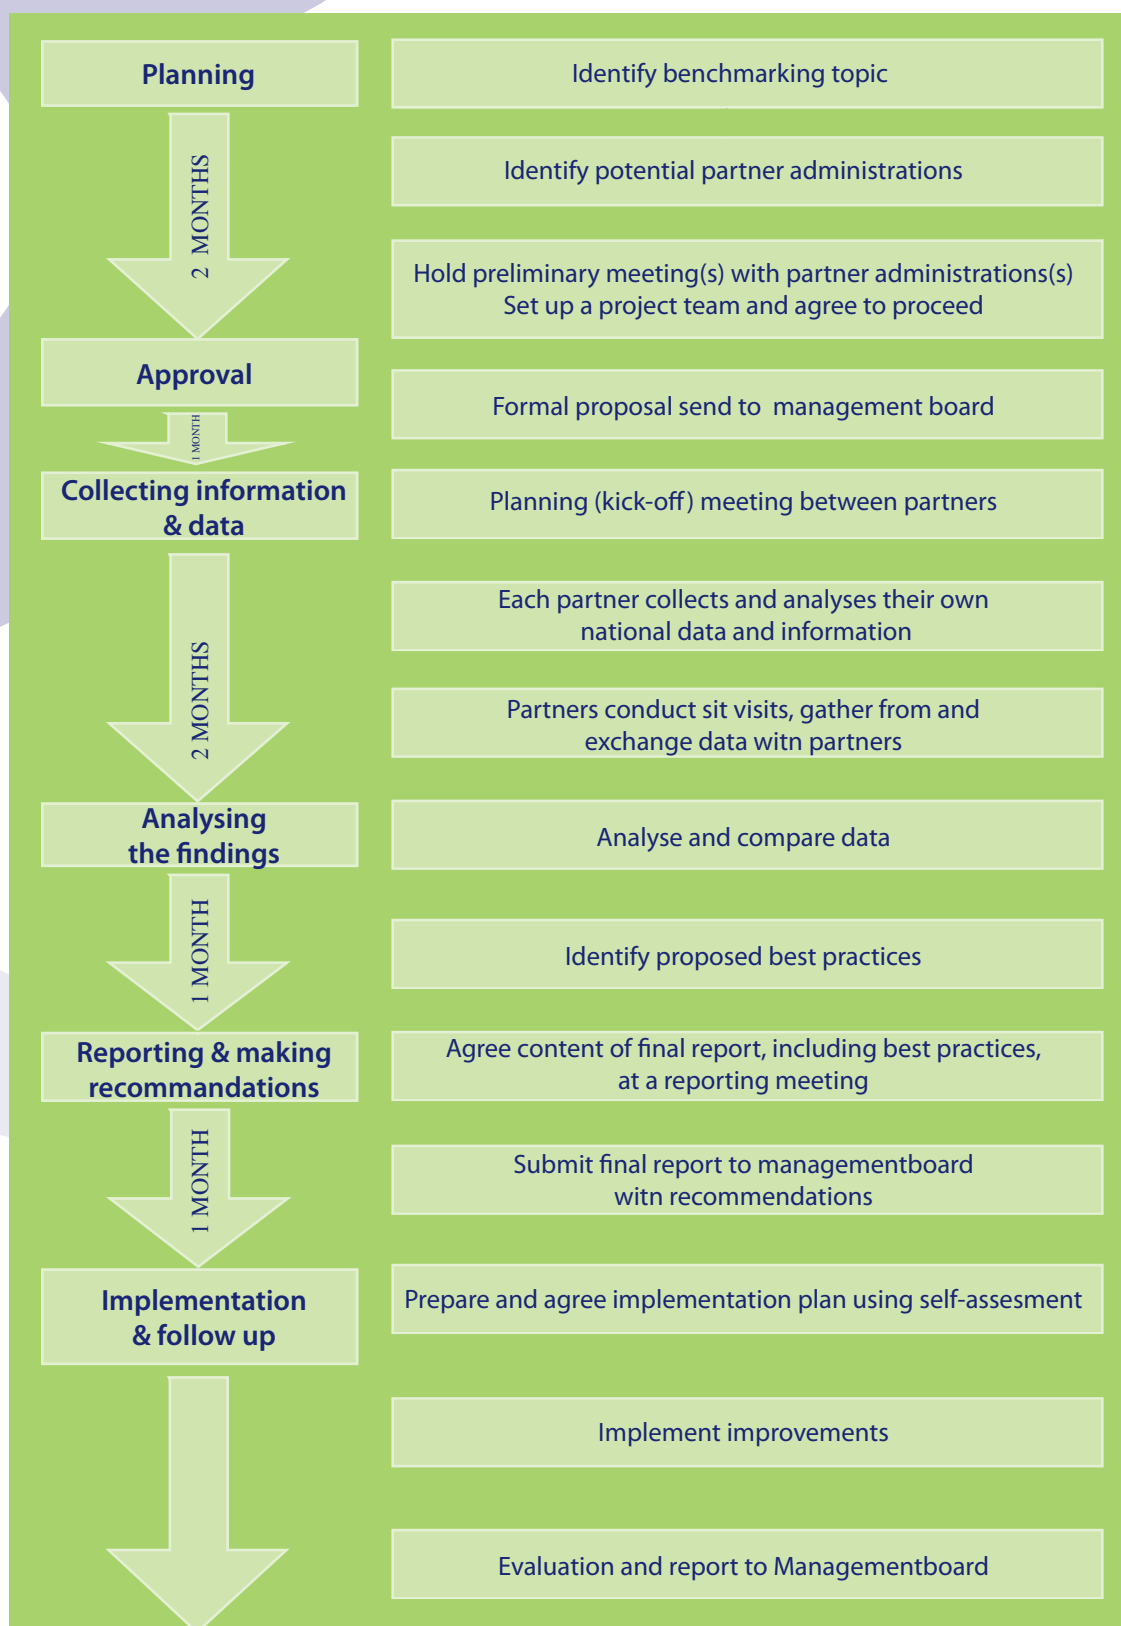 Planning
Identify benchmarking topic
2 MONTHS
Identify potential partner administrations
Hold preliminary meeting(s) with partner administrations(s)
Set up a project team and agree to proceed
Approval
Formal proposal send to management board
1 MONTH
Collecting information
& data
Planning (kick-off) meeting between partners
2 MONTHS
Each partner collects and analyses their own
national data and information
Partners conduct sit visits, gather from and
exchange data witn partners
Analysing
the findings
Analyse and compare data
1 MONTH
Identify proposed best practices
Reporting & making
recommandations
Agree content of final report, including best practices,
at a reporting meeting
1 MONTH
Submit final report to managementboard
witn recommendations
Implementation
& follow up
Prepare and agree implementation plan using self-assesment
Implement improvements
Evaluation and report to Managementboard